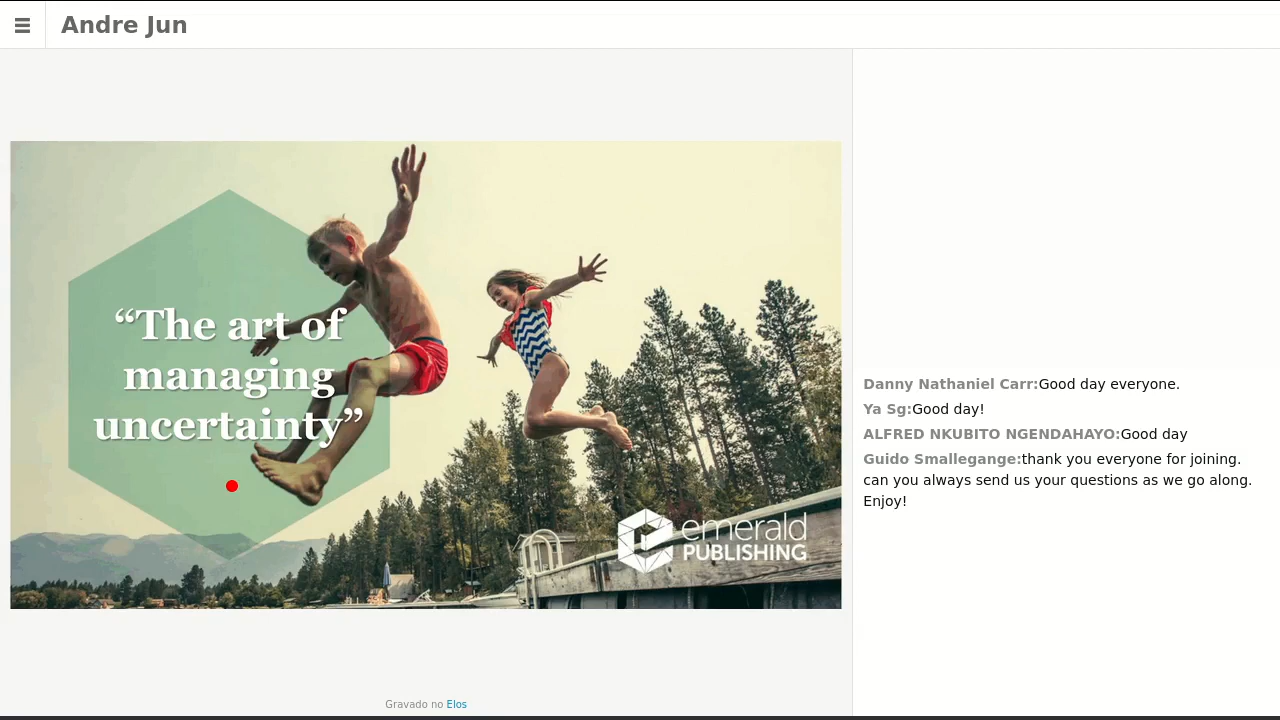 Andre Jun
“The art of
managing
uncertainty”
emerald
PUBLISHING
Danny Nathaniel Carr:Good day everyone.
Ya Sg:Good day!
ALFRED NKUBITO NGENDAHAYO:Good day
Guido Smallegange:thank you everyone for joining.
can you always send us your questions as we go along.
Enjoy!
Gravado no Elos